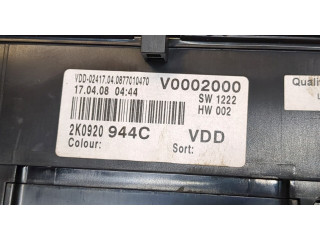 VDD-02417.04.0877010470 V0002000
17.04.08 04:44 SW 1222
HW 002
2K0920 944C VDD
Colour: Sort:
Quality